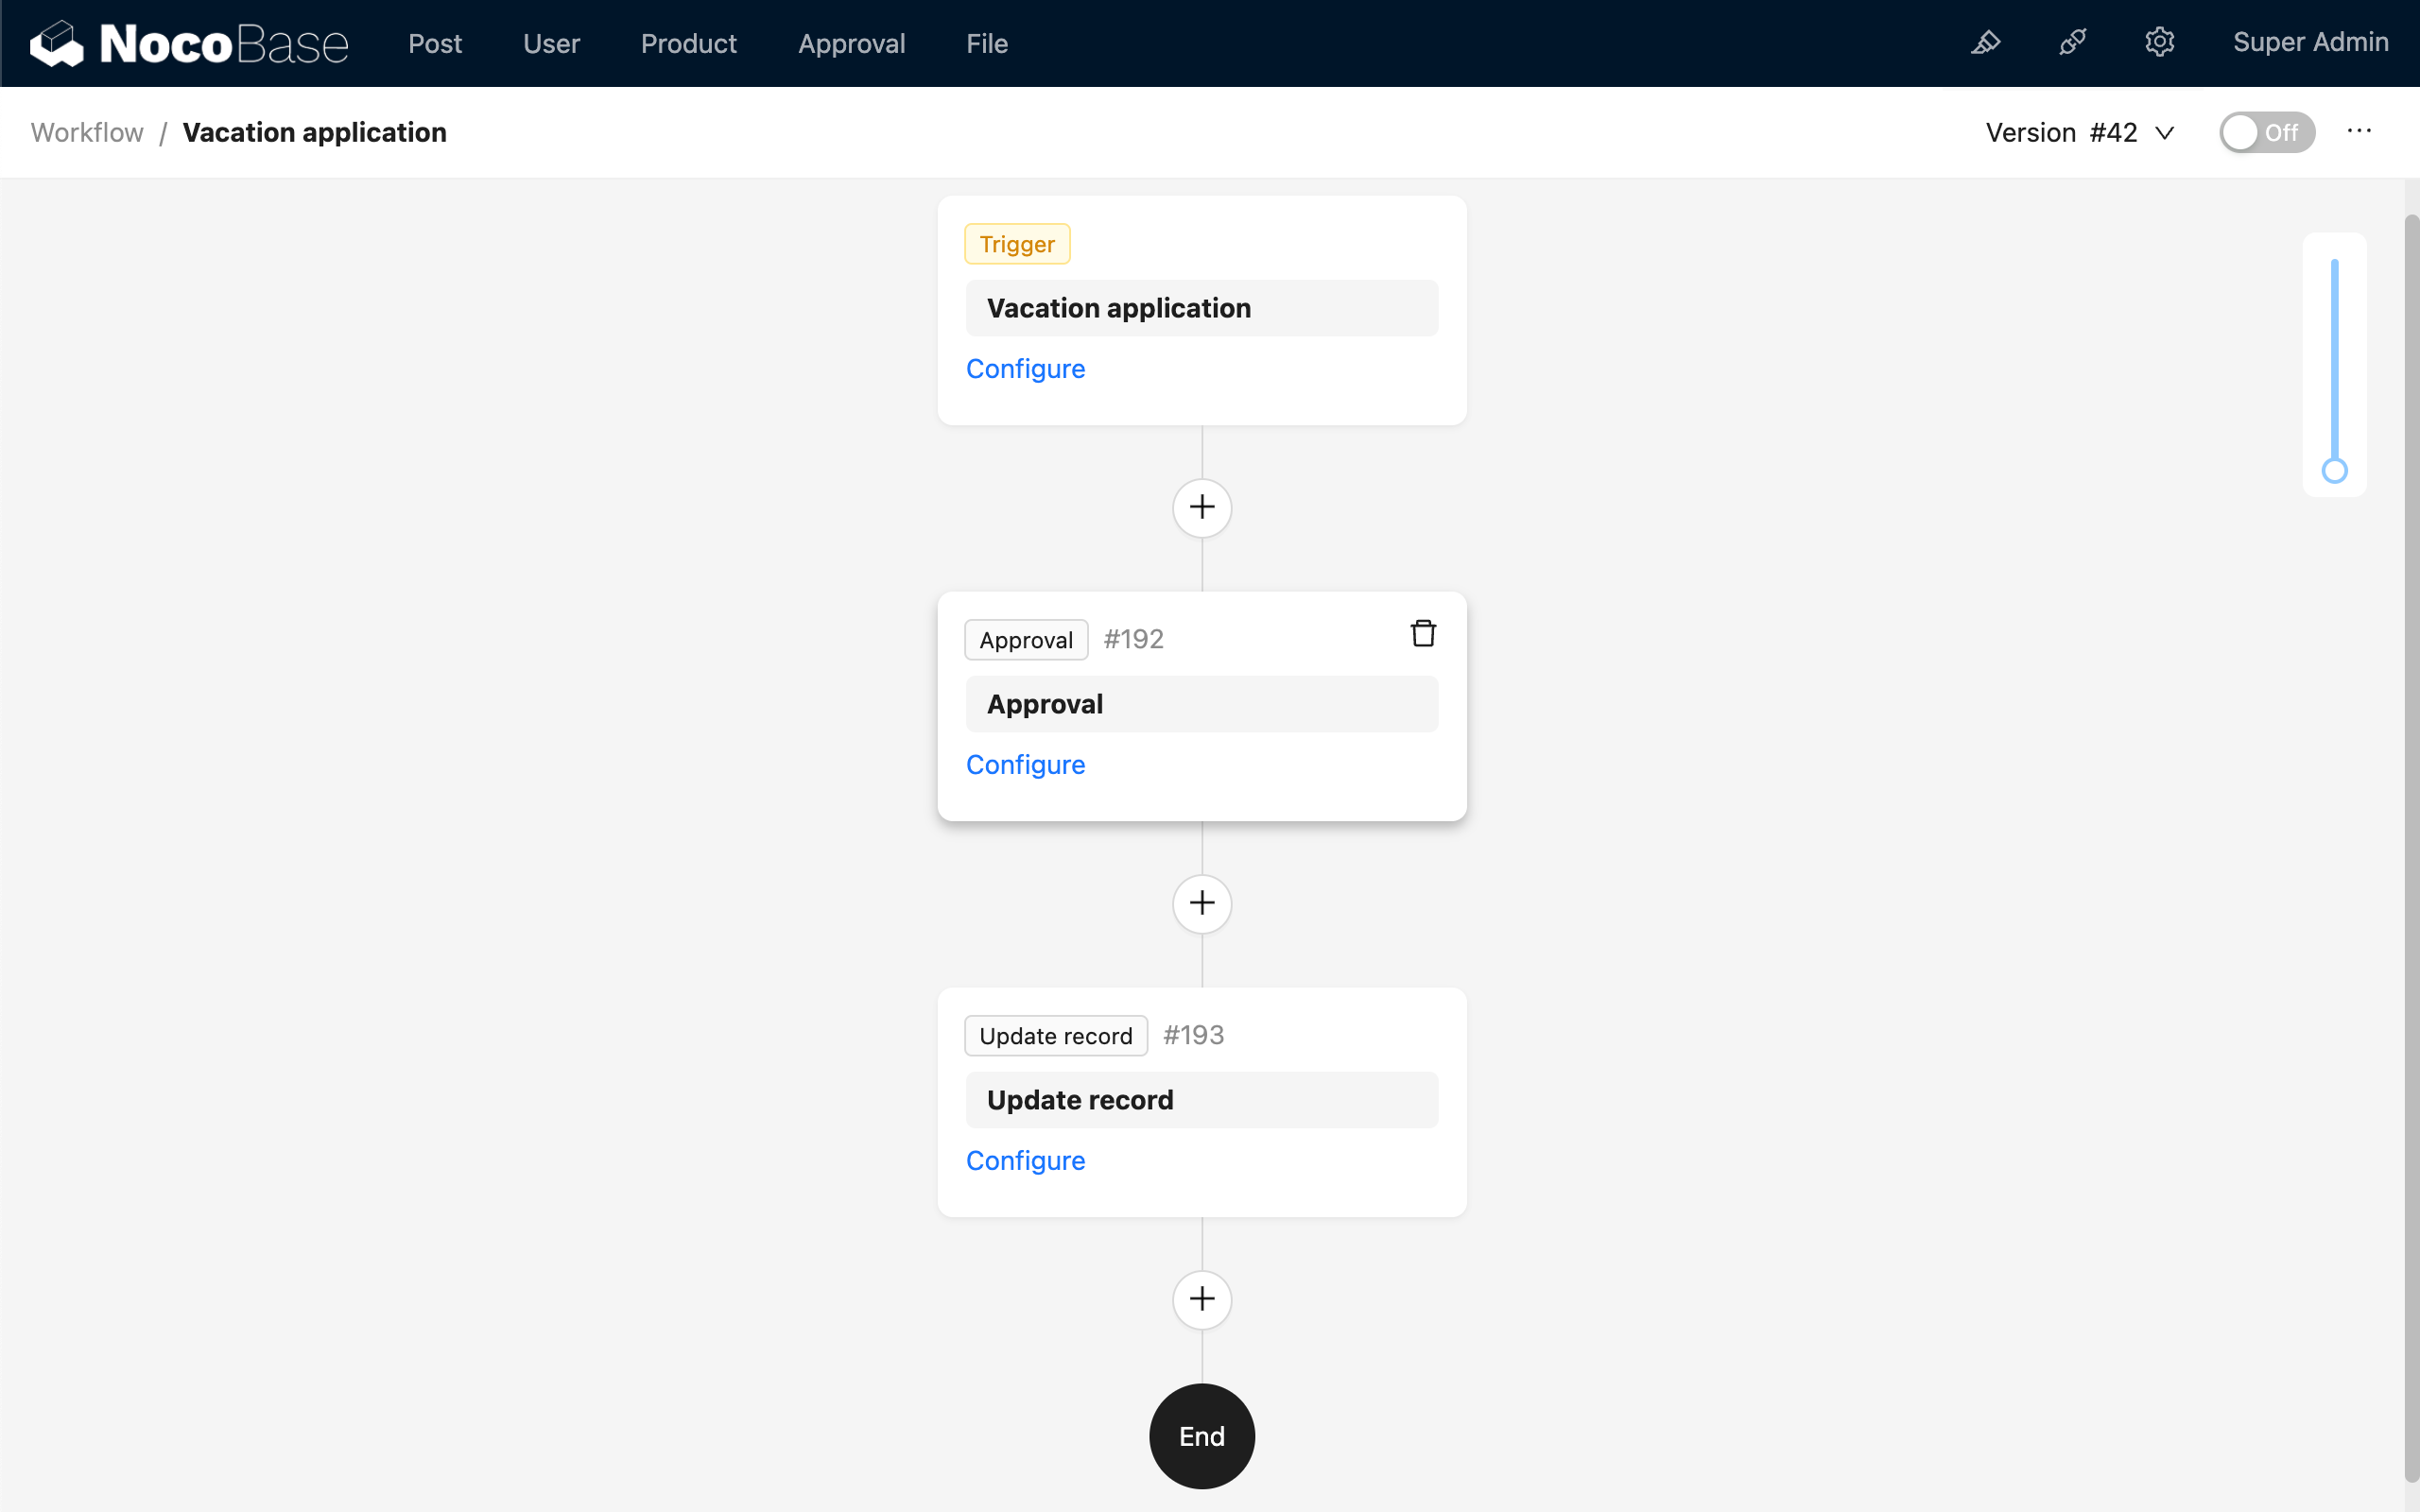 NocoBase Post User Product Approval File Super Admin
Workflow / Vacation application Version #42 Off ···
Trigger
Vacation application
Configure
Approval #192
Approval
Configure
Update record #193
Update record
Configure
End